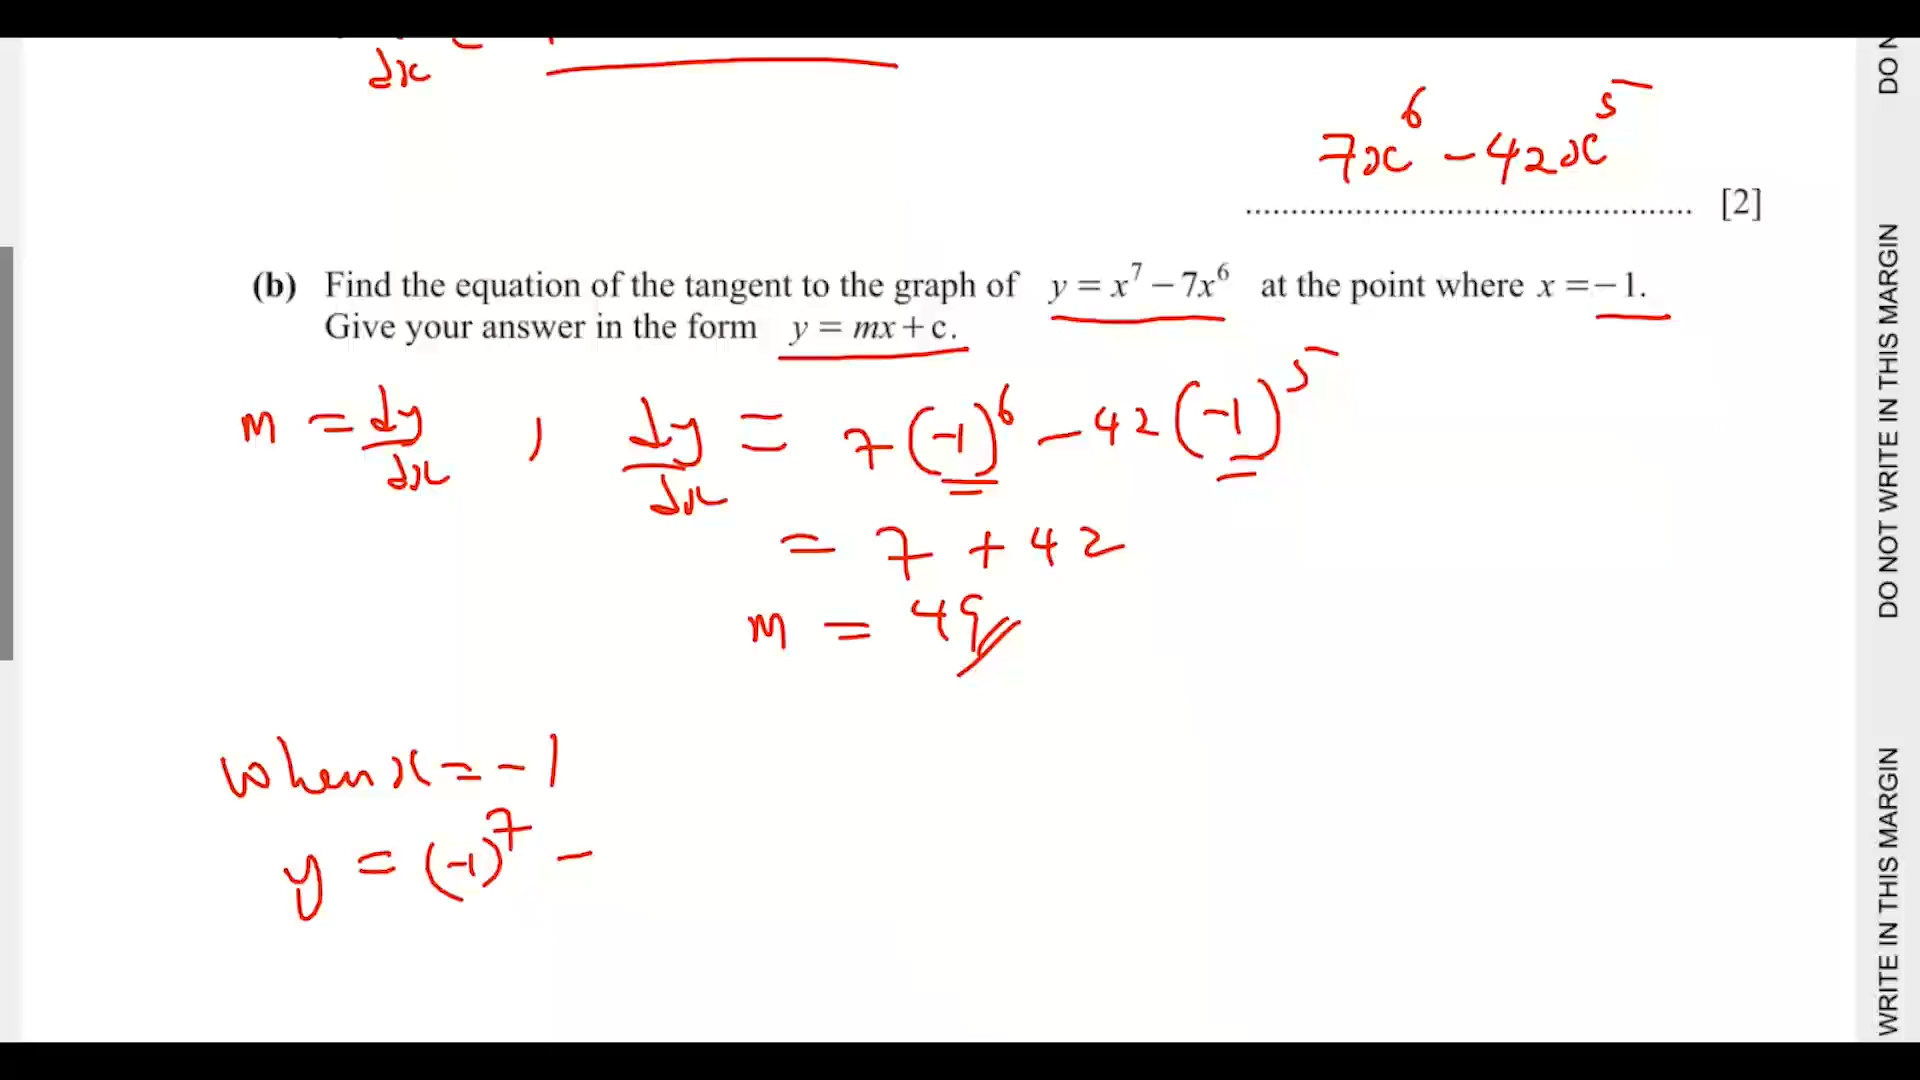 dx
7x⁶ - 42x⁵
................................................ [2]
(b) Find the equation of the tangent to the graph of y = x⁷ − 7x⁶ at the point where x = −1.
Give your answer in the form y = mx + c.
m = dy/dx , dy/dx = 7(-1)⁶ - 42(-1)⁵
= 7 + 42
m = 49
when x = -1
y = (-1)⁷ -
DO N
DO NOT WRITE IN THIS MARGIN
WRITE IN THIS MARGIN